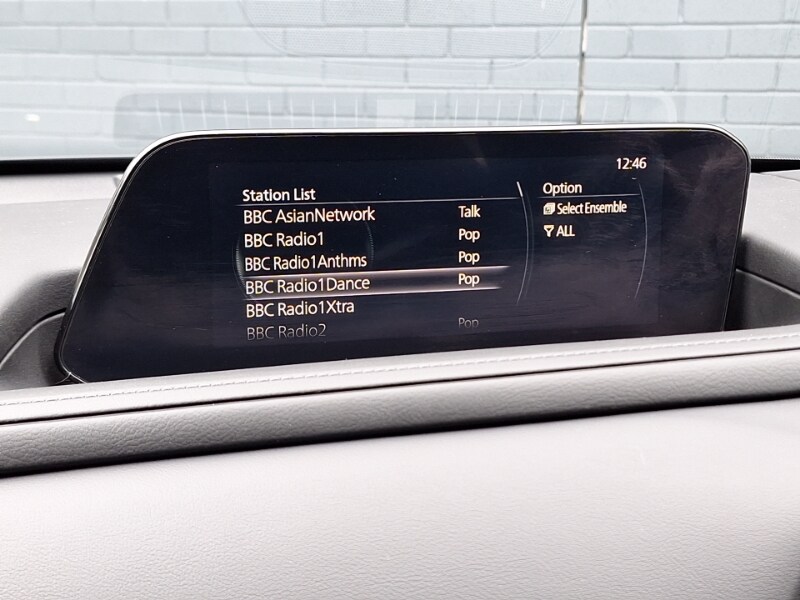 12:46
Station List
BBC AsianNetwork Talk
BBC Radio1 Pop
BBC Radio1Anthms Pop
BBC Radio1Dance Pop
BBC Radio1Xtra
BBC Radio2 Pop
Option
Select Ensemble
ALL